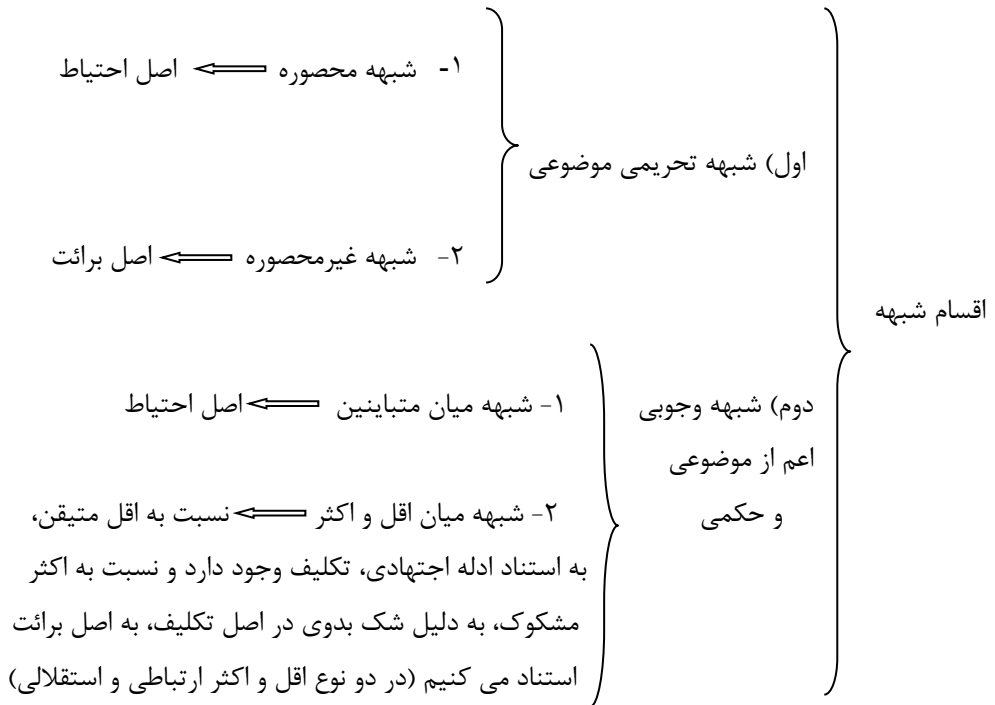 اقسام شبهه
اول) شبهه تحریمی موضوعی
۱- شبهه محصوره ⟸ اصل احتیاط
۲- شبهه غیرمحصوره ⟸ اصل برائت
دوم) شبهه وجوبی
اعم از موضوعی
و حکمی
۱- شبهه میان متباینین ⟸ اصل احتیاط
۲- شبهه میان اقل و اکثر ⟸ نسبت به اقل متیقن،
به استناد ادله اجتهادی، تکلیف وجود دارد و نسبت به اکثر
مشکوک، به دلیل شک بدوی در اصل تکلیف، به اصل برائت
استناد می کنیم (در دو نوع اقل و اکثر ارتباطی و استقلالی)